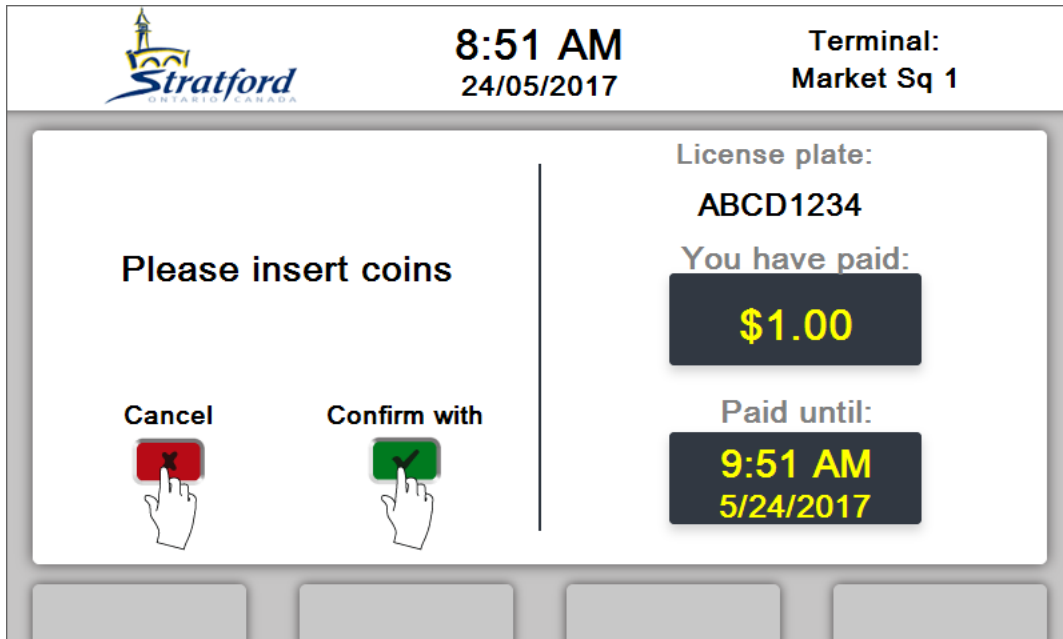 Stratford
ONTARIO CANADA
8:51 AM
24/05/2017
Terminal:
Market Sq 1
Please insert coins
Cancel
Confirm with
License plate:
ABCD1234
You have paid:
$1.00
Paid until:
9:51 AM
5/24/2017